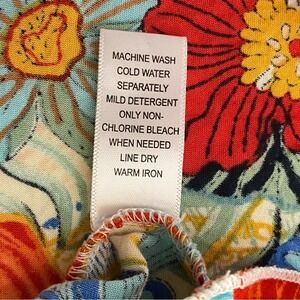 MACHINE WASH
COLD WATER
SEPARATELY
MILD DETERGENT
ONLY NON-
CHLORINE BLEACH
WHEN NEEDED
LINE DRY
WARM IRON